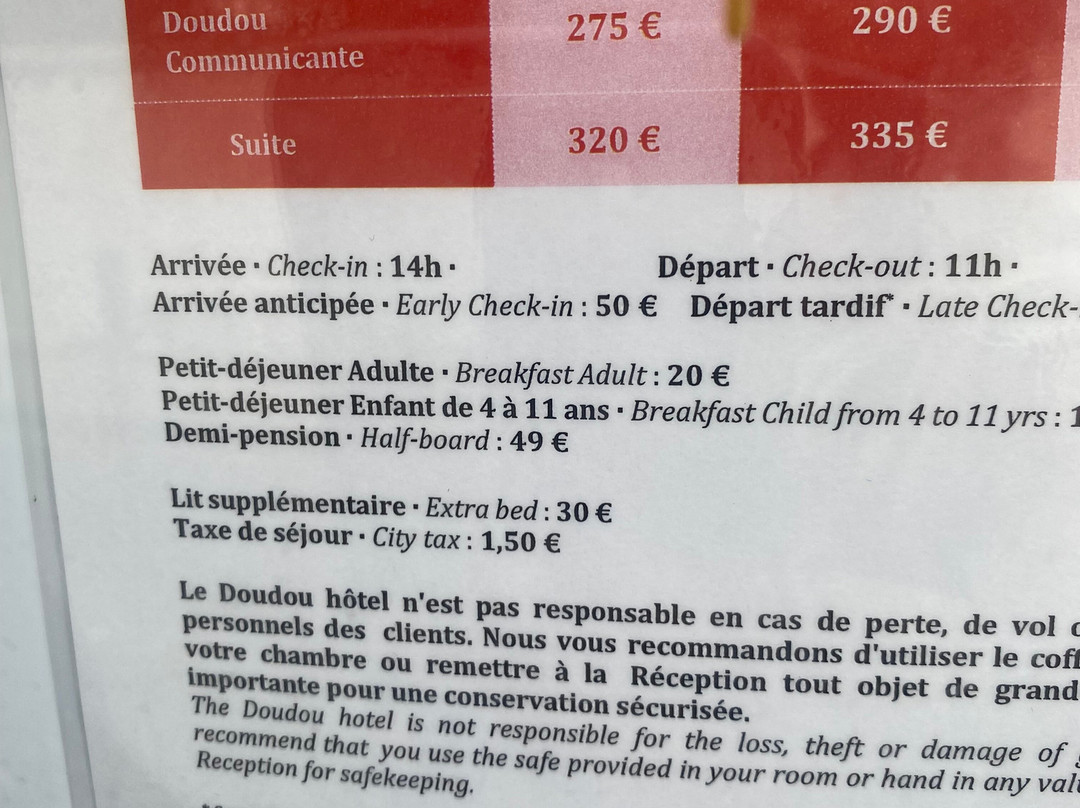 Doudou 275 € 290 €
Communicante
Suite 320 € 335 €
Arrivée · Check-in : 14h · Départ · Check-out : 11h ·
Arrivée anticipée · Early Check-in : 50 € Départ tardif* · Late Check-
Petit-déjeuner Adulte · Breakfast Adult : 20 €
Petit-déjeuner Enfant de 4 à 11 ans · Breakfast Child from 4 to 11 yrs :
Demi-pension · Half-board : 49 €
Lit supplémentaire · Extra bed : 30 €
Taxe de séjour · City tax : 1,50 €
Le Doudou hôtel n'est pas responsable en cas de perte, de vol
personnels des clients. Nous vous recommandons d'utiliser le
votre chambre ou remettre à la Réception tout objet de grand
importante pour une conservation sécurisée.
The Doudou hotel is not responsible for the loss, theft or damage of
recommend that you use the safe provided in your room or hand in any
Reception for safekeeping.